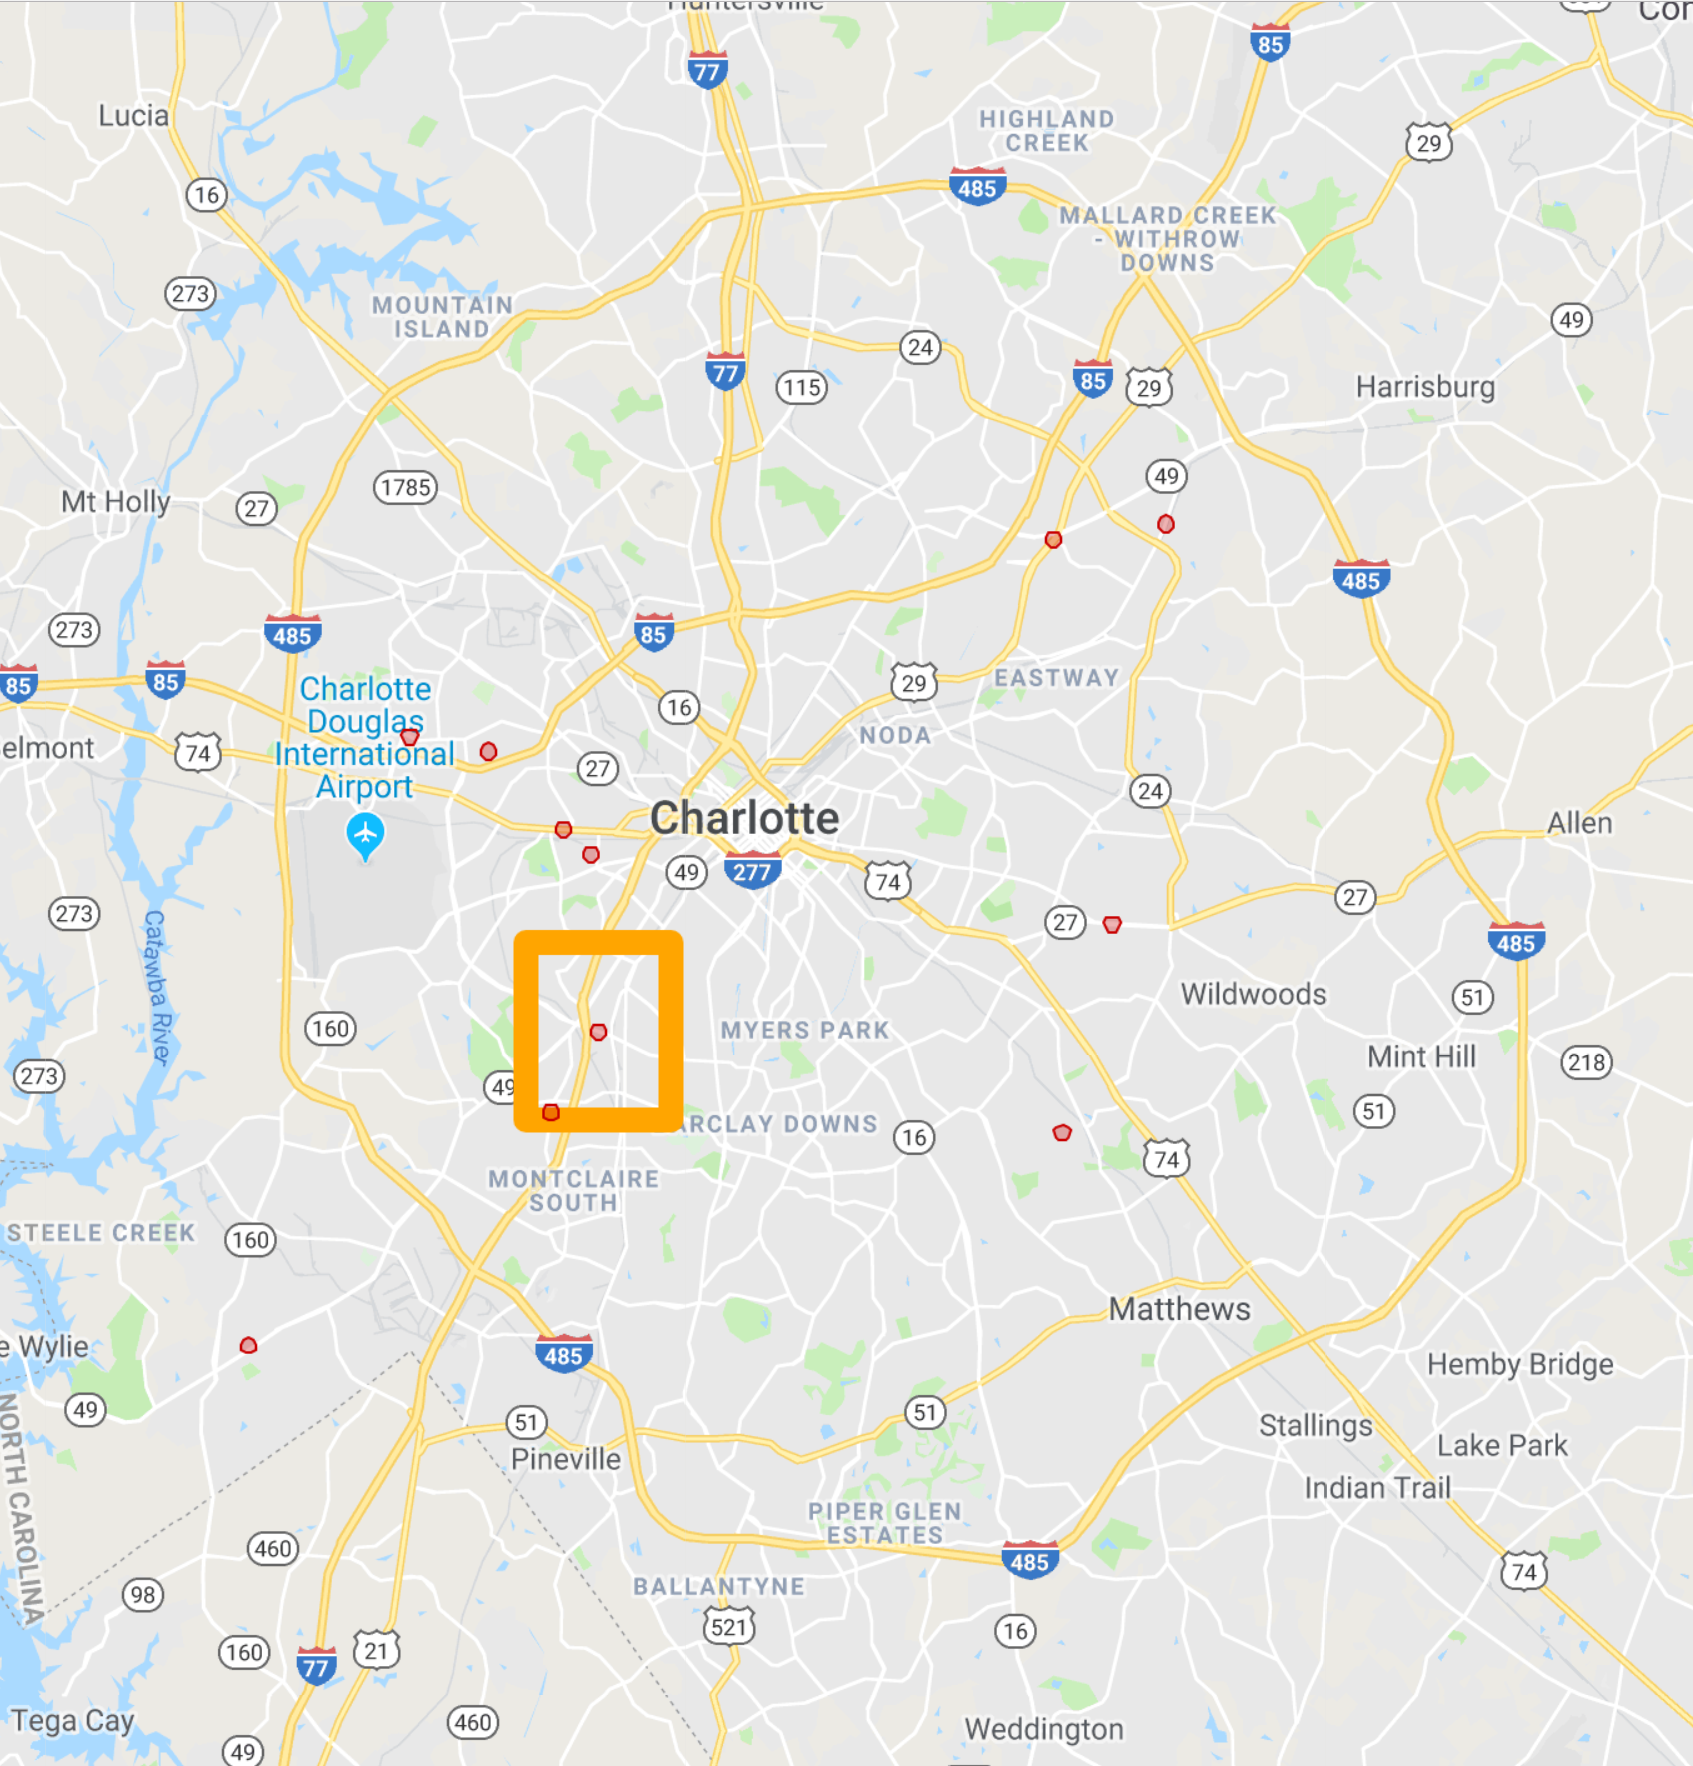 Huntersville
77
85
Lucia
HIGHLAND
CREEK
29
485
16
MALLARD CREEK
- WITHROW
DOWNS
273
MOUNTAIN
ISLAND
49
24
77
115
85
29
Harrisburg
49
1785
Mt Holly
27
485
273
485
85
85
85
EASTWAY
29
Charlotte
Douglas
International
Airport
16
NODA
elmont
74
27
24
Charlotte
Allen
49
277
74
27
27
273
485
Catawba River
Wildwoods
51
160
MYERS PARK
Mint Hill
218
273
49
51
ARCLAY DOWNS
16
74
MONTCLAIRE
SOUTH
STEELE CREEK
160
Matthews
e Wylie
485
Hemby Bridge
49
51
51
Stallings
Pineville
Lake Park
Indian Trail
NORTH CAROLINA
PIPER GLEN
ESTATES
460
485
74
BALLANTYNE
98
521
16
160
77
21
Tega Cay
460
Weddington
49